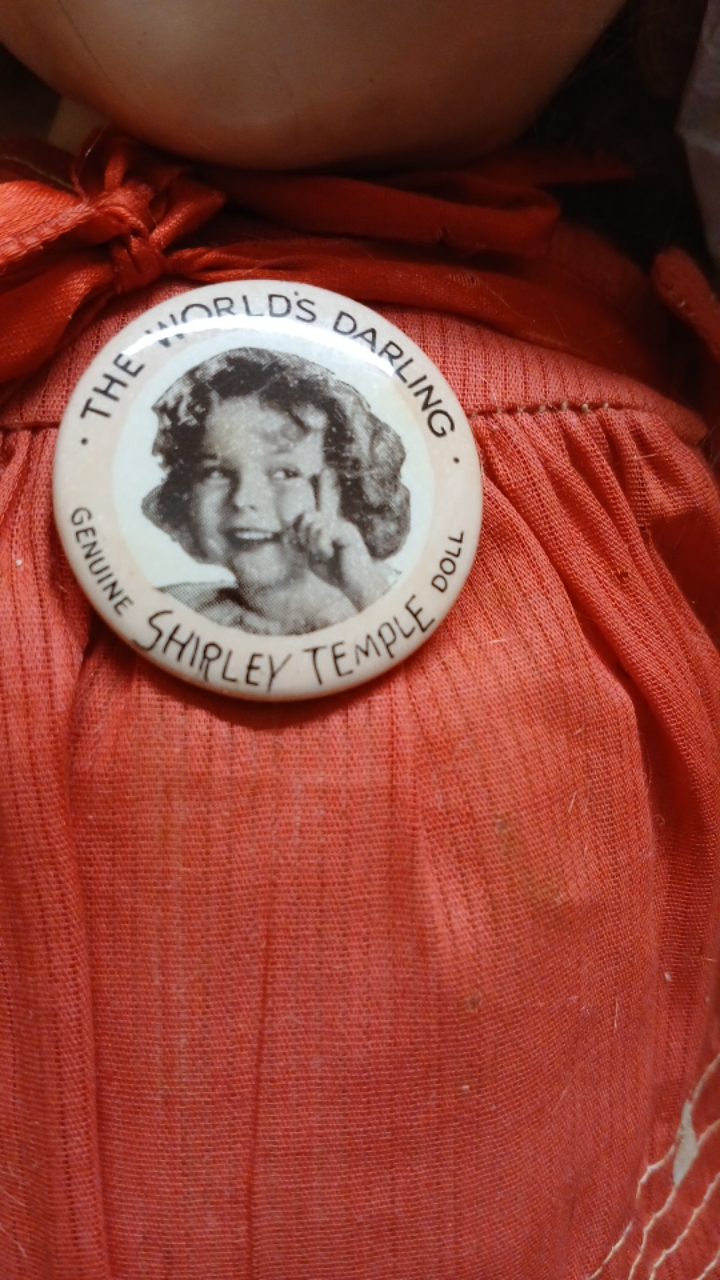 · THE WORLD'S DARLING ·
GENUINE SHIRLEY TEMPLE DOLL